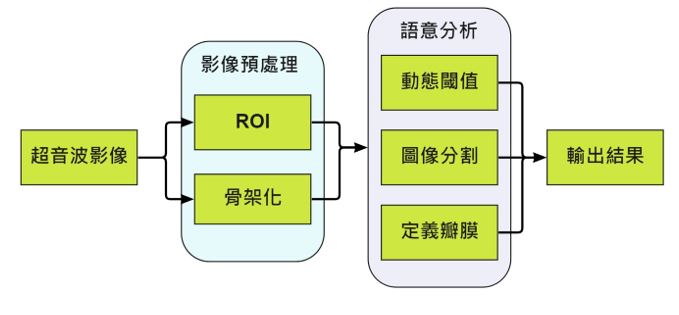 超音波影像
影像預處理
ROI
骨架化
語意分析
動態閾值
圖像分割
定義瓣膜
輸出結果